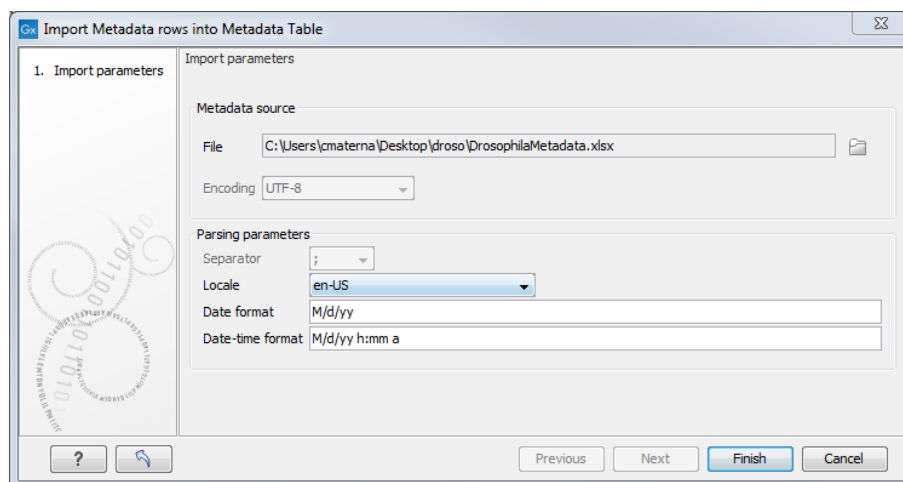 Gx Import Metadata rows into Metadata Table
1. Import parameters
Import parameters
Metadata source
File C:\Users\cmaterna\Desktop\droso\DrosophilaMetadata.xlsx
Encoding UTF-8
Parsing parameters
Separator ;
Locale en-US
Date format M/d/yy
Date-time format M/d/yy h:mm a
? Previous Next Finish Cancel